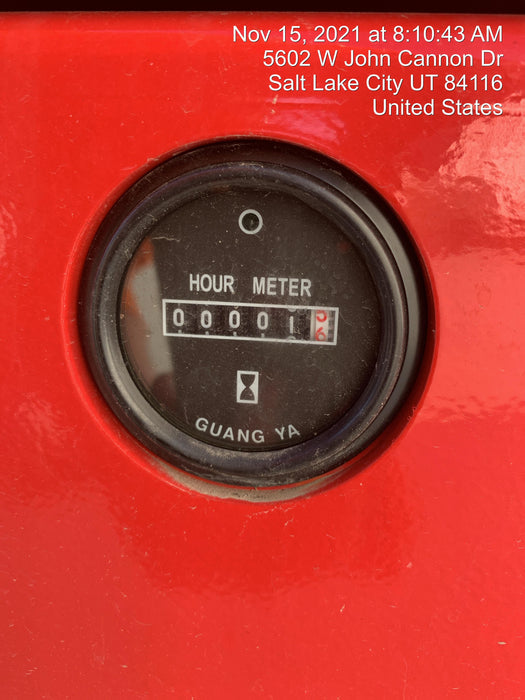 Nov 15, 2021 at 8:10:43 AM
5602 W John Cannon Dr
Salt Lake City UT 84116
United States
HOUR METER
00001
GUANG YA